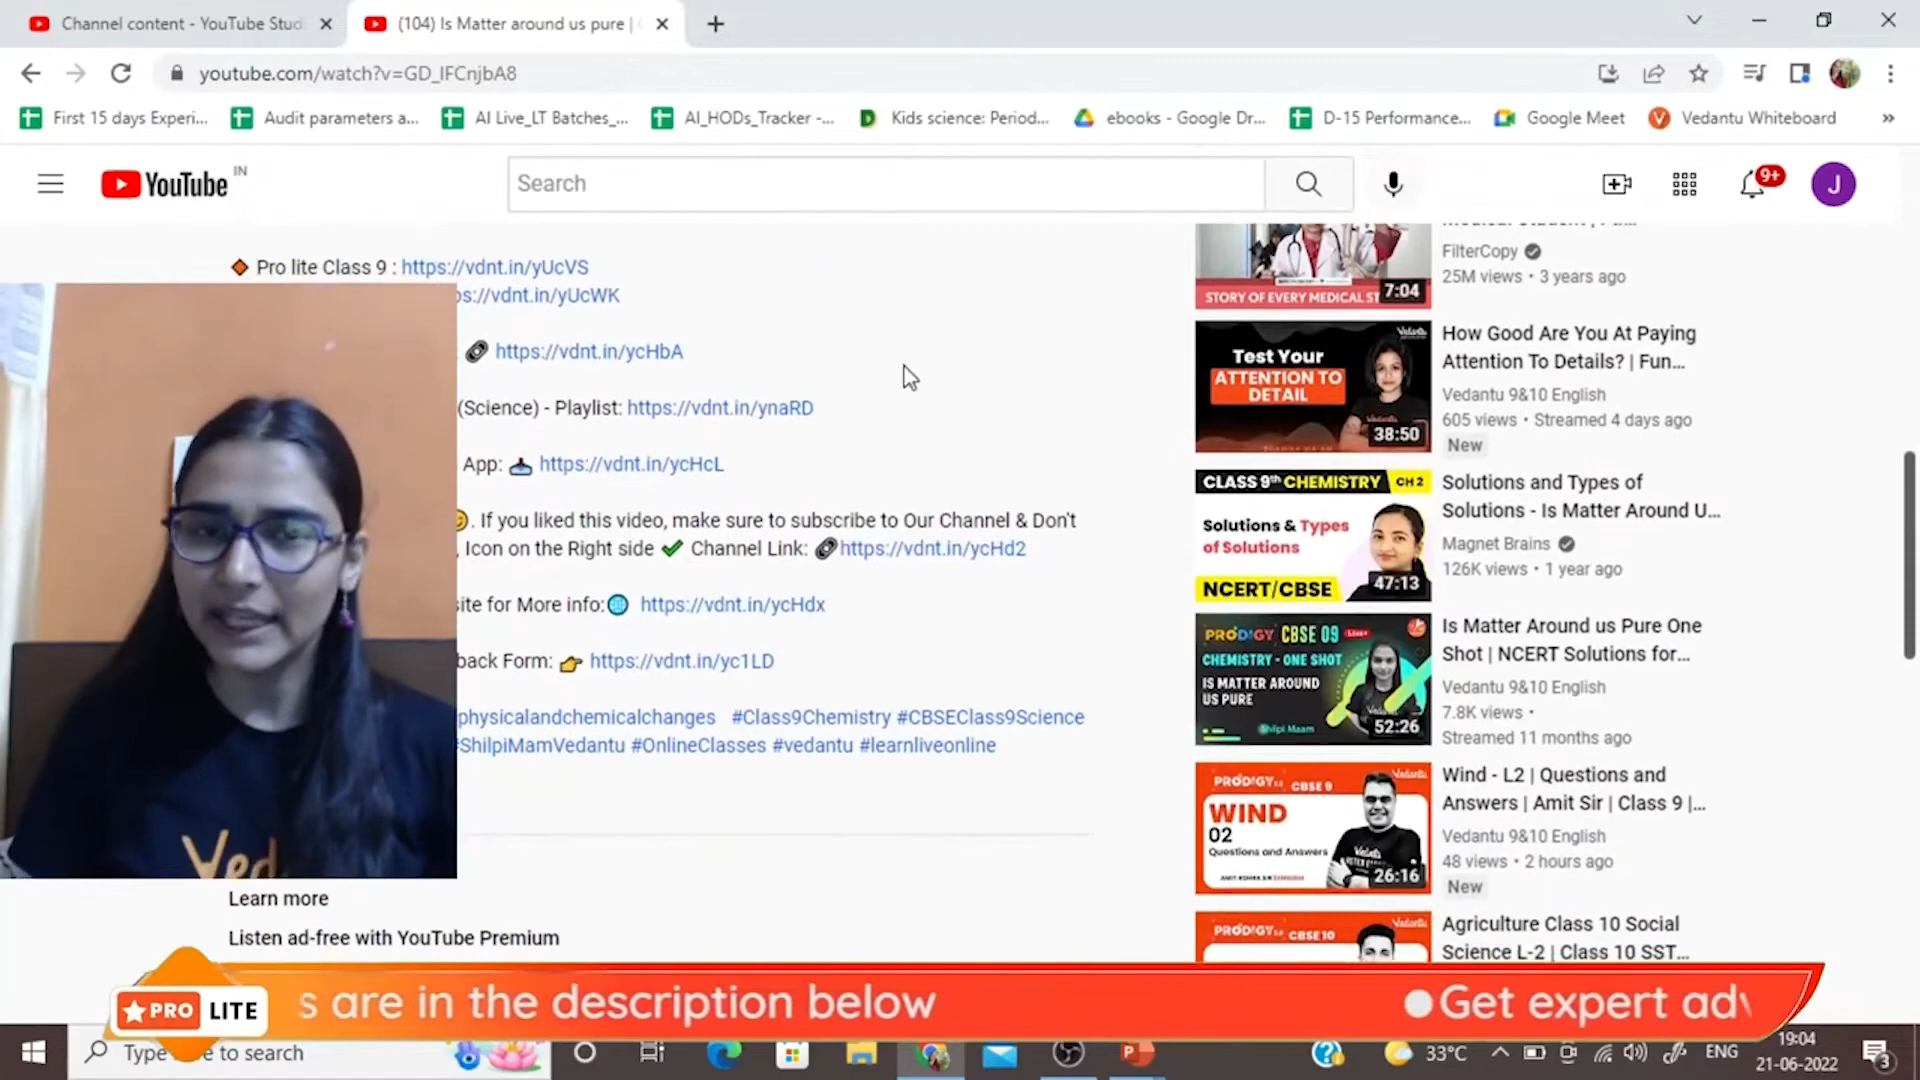 Channel content - YouTube Stud
(104) Is Matter around us pure |
youtube.com/watch?v=GD_IFCnjbA8
First 15 days Experi...
Audit parameters a...
AI Live_LT Batches_...
AI_HODs_Tracker -...
Kids science: Period...
ebooks - Google Dr...
D-15 Performance...
Google Meet
Vedantu Whiteboard
YouTube IN
Search
9+
J
Pro lite Class 9 : https://vdnt.in/yUcVS
ps://vdnt.in/yUcWK
https://vdnt.in/ycHbA
(Science) - Playlist: https://vdnt.in/ynaRD
App: https://vdnt.in/ycHcL
. If you liked this video, make sure to subscribe to Our Channel & Don't
, Icon on the Right side ✔ Channel Link: https://vdnt.in/ycHd2
site for More info: https://vdnt.in/ycHdx
back Form: https://vdnt.in/yc1LD
physicalandchemicalchanges #Class9Chemistry #CBSEClass9Science
#ShilpiMamVedantu #OnlineClasses #vedantu #learnliveonline
Learn more
Listen ad-free with YouTube Premium
STORY OF EVERY MEDICAL ST
7:04
FilterCopy
25M views • 3 years ago
Vedantu
Test Your
ATTENTION TO
DETAIL
38:50
How Good Are You At Paying
Attention To Details? | Fun...
Vedantu 9&10 English
605 views • Streamed 4 days ago
New
CLASS 9th CHEMISTRY CH 2
Solutions & Types
of Solutions
NCERT/CBSE
47:13
Solutions and Types of
Solutions - Is Matter Around U...
Magnet Brains
126K views • 1 year ago
PRODIGY CBSE 09 Live
CHEMISTRY - ONE SHOT
IS MATTER AROUND
US PURE
Shilpi Maam
52:26
Is Matter Around us Pure One
Shot | NCERT Solutions for...
Vedantu 9&10 English
7.8K views •
Streamed 11 months ago
PRODIGY CBSE 9 Vedantu
WIND
02
Questions and Answers
26:16
Wind - L2 | Questions and
Answers | Amit Sir | Class 9 |...
Vedantu 9&10 English
48 views • 2 hours ago
New
PRODIGY CBSE 10 Vedantu
Agriculture Class 10 Social
Science L-2 | Class 10 SST...
Ved
PRO LITE
s are in the description below
Get expert adv
Type
re to search
33°C
ENG
19:04
21-06-2022
3